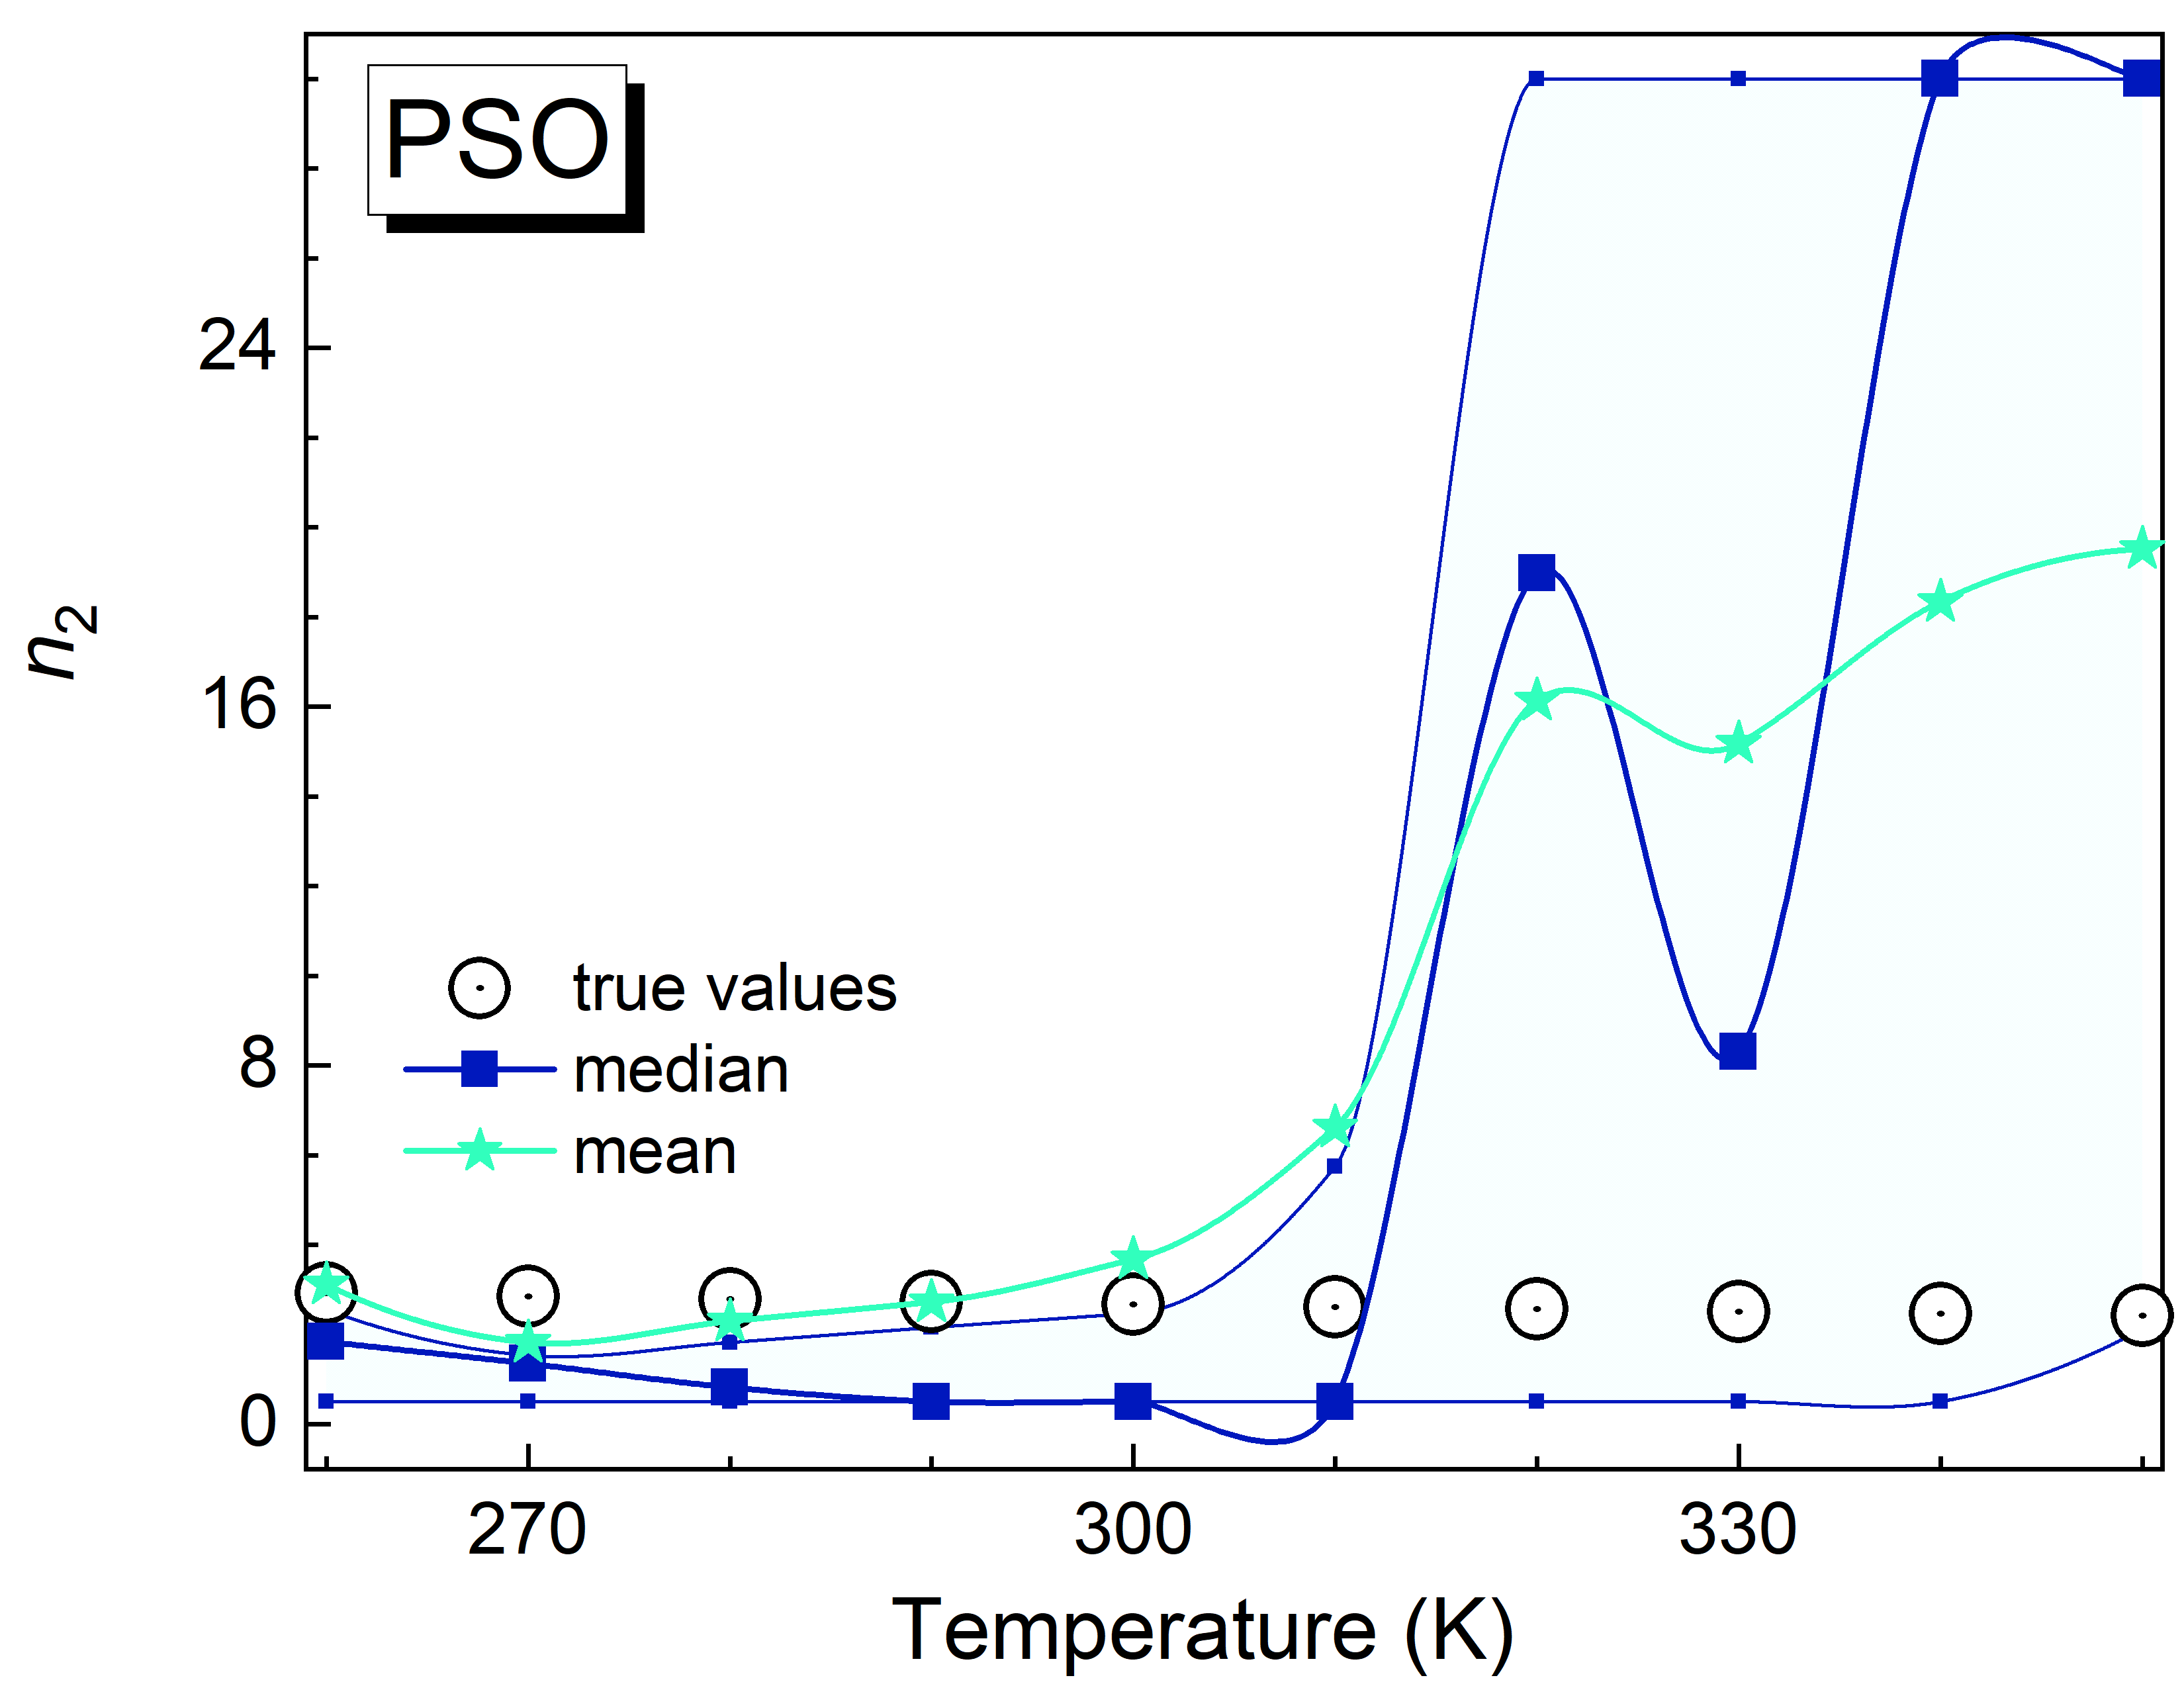 PSO
24
16
8
0
n2
true values
median
mean
270
300
330
Temperature (K)